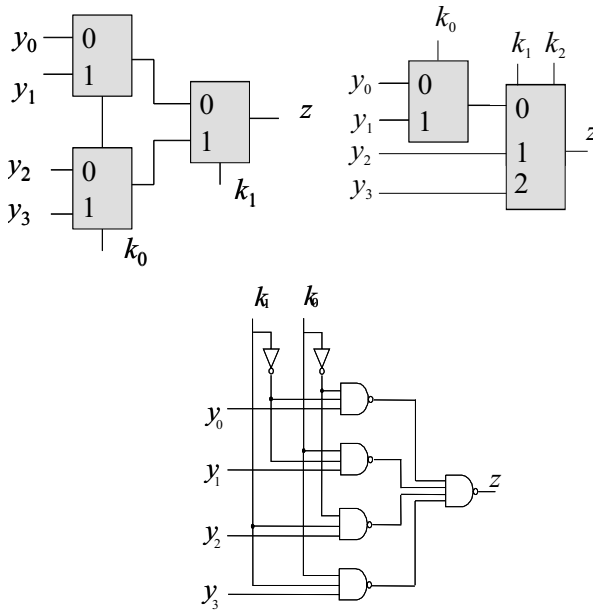 y₀ 0
y₁ 1
0 z
1
k₁
y₂ 0
y₃ 1
k₀
k₀
k₁ k₂
y₀ 0
y₁ 1
0
y₂ 1 z
y₃ 2
k₁ k₀
y₀
y₁
z
y₂
y₃